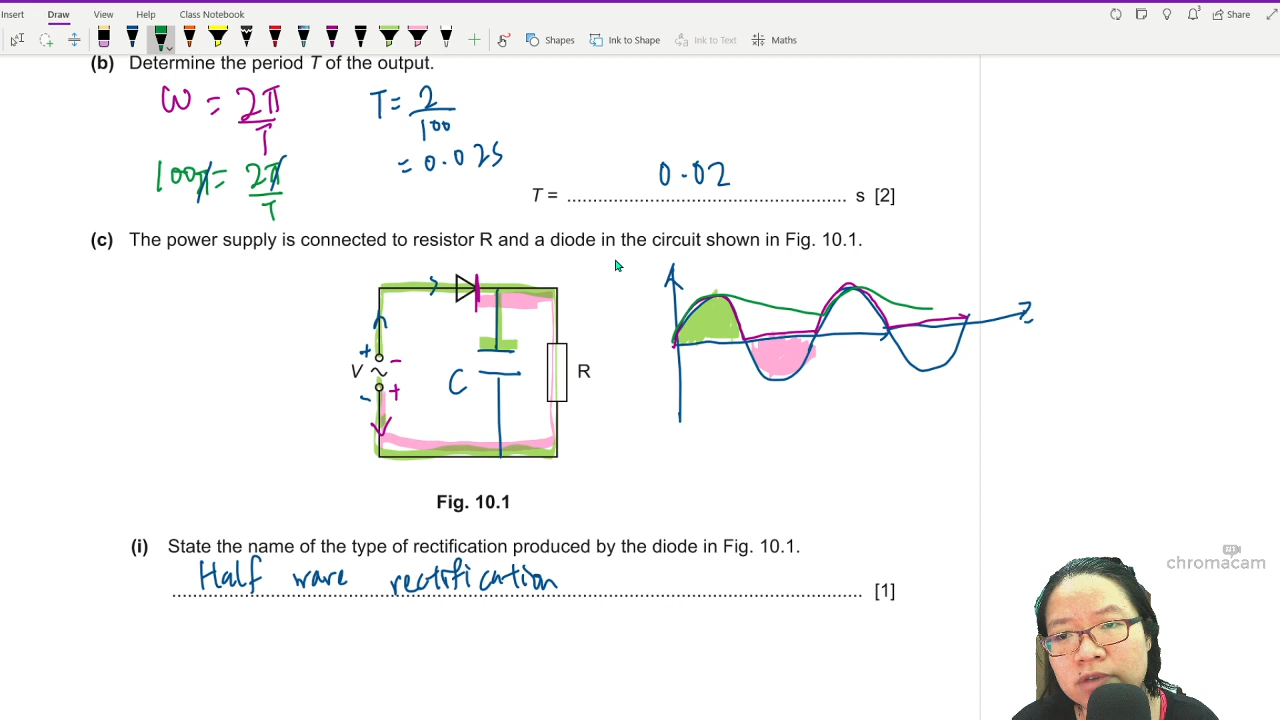 Insert Draw View Help Class Notebook Share
Shapes Ink to Shape Ink to Text Maths
(b) Determine the period T of the output.
ω = 2π/T T = 2/100
= 0.02s
100π = 2π/T
0.02
T = .................................................. s [2]
(c) The power supply is connected to resistor R and a diode in the circuit shown in Fig. 10.1.
+ -
V ~ C R
- +
Fig. 10.1
(i) State the name of the type of rectification produced by the diode in Fig. 10.1.
Half wave rectification
.................................................. [1]
chromacam